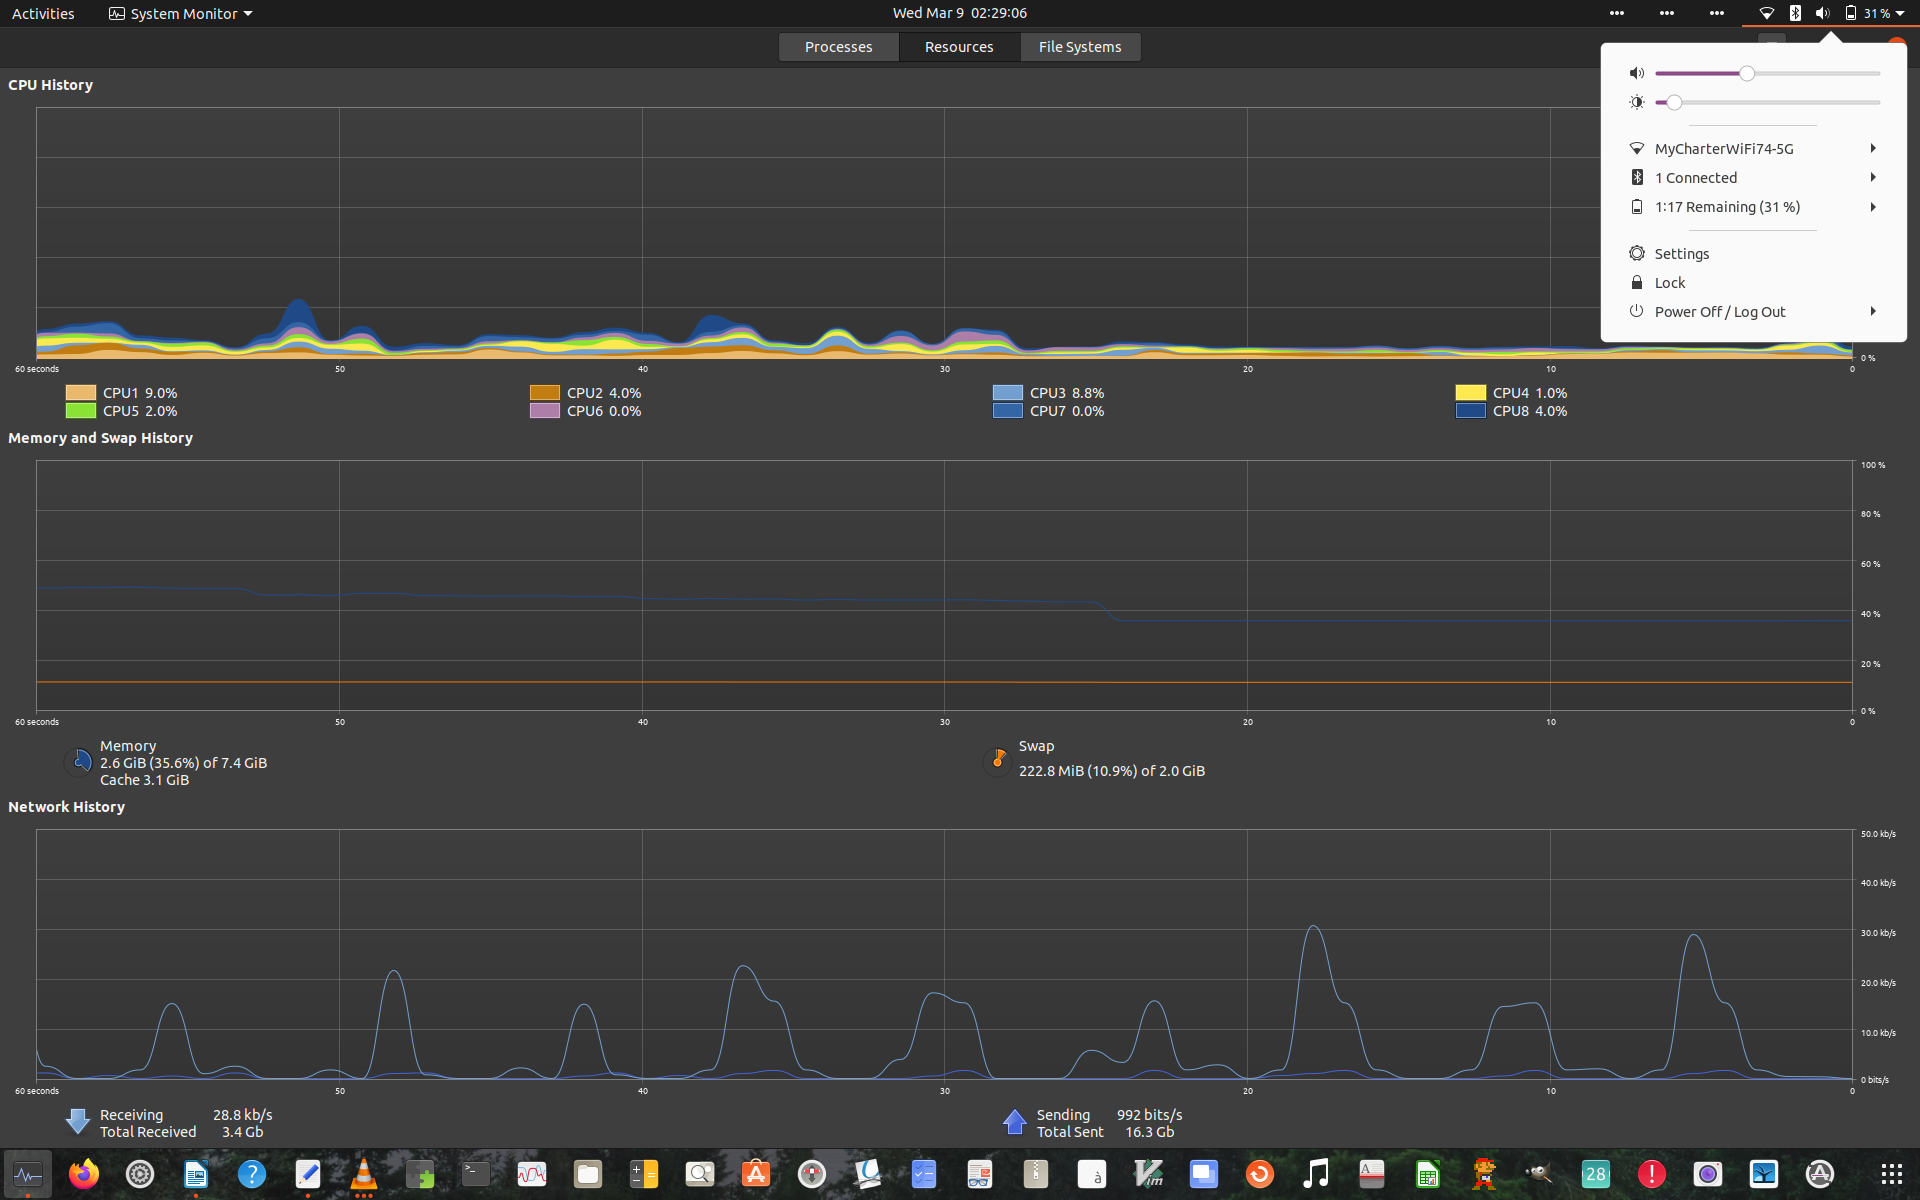 Activities System Monitor Wed Mar 9 02:29:06 31 %
Processes Resources File Systems
CPU History
MyCharterWiFi74-5G
1 Connected
1:17 Remaining (31 %)
Settings
Lock
Power Off / Log Out
0 %
60 seconds 50 40 30 20 10 0
CPU1 9.0% CPU2 4.0% CPU3 8.8% CPU4 1.0%
CPU5 2.0% CPU6 0.0% CPU7 0.0% CPU8 4.0%
Memory and Swap History
100 %
80 %
60 %
40 %
20 %
0 %
60 seconds 50 40 30 20 10 0
Memory
2.6 GiB (35.6%) of 7.4 GiB
Cache 3.1 GiB
Swap
222.8 MiB (10.9%) of 2.0 GiB
Network History
50.0 kb/s
40.0 kb/s
30.0 kb/s
20.0 kb/s
10.0 kb/s
0 bits/s
60 seconds 50 40 30 20 10 0
Receiving 28.8 kb/s
Total Received 3.4 Gb
Sending 992 bits/s
Total Sent 16.3 Gb
? >_ à Vim A 28 !